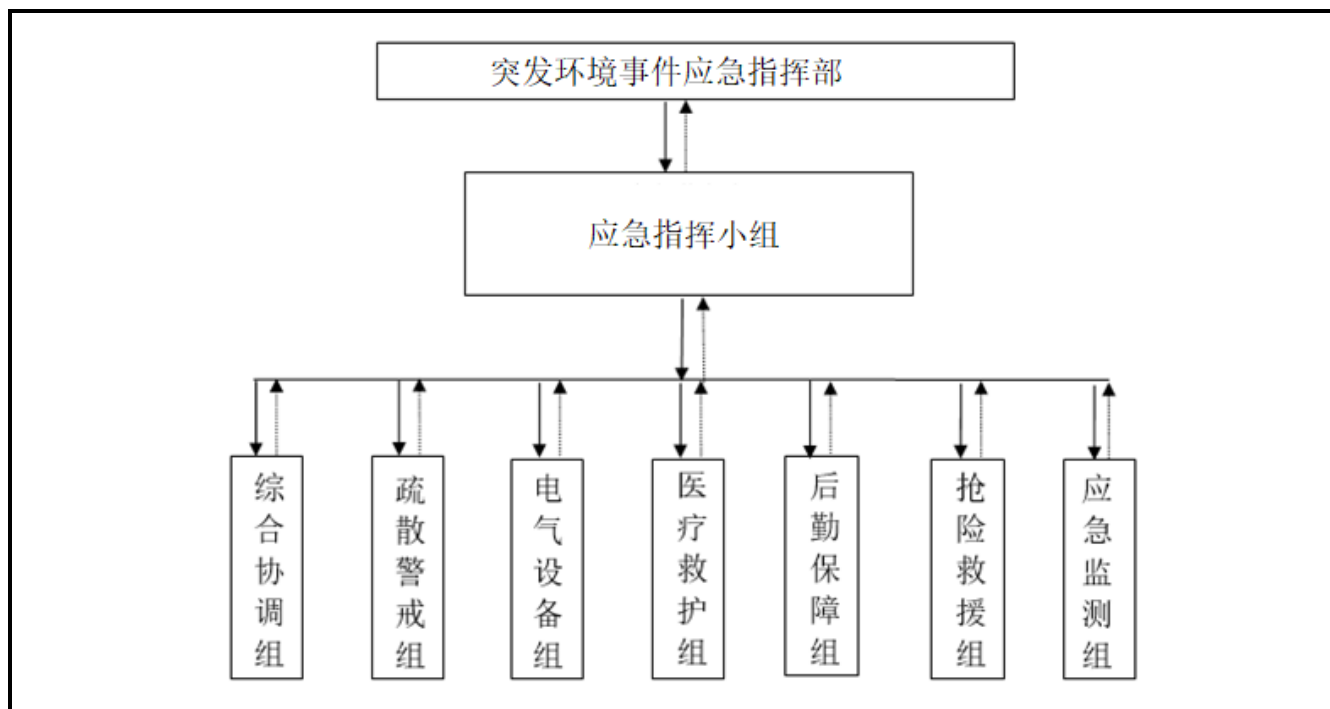 突发环境事件应急指挥部
应急指挥小组
综合协调组
疏散警戒组
电气设备组
医疗救护组
后勤保障组
抢险救援组
应急监测组